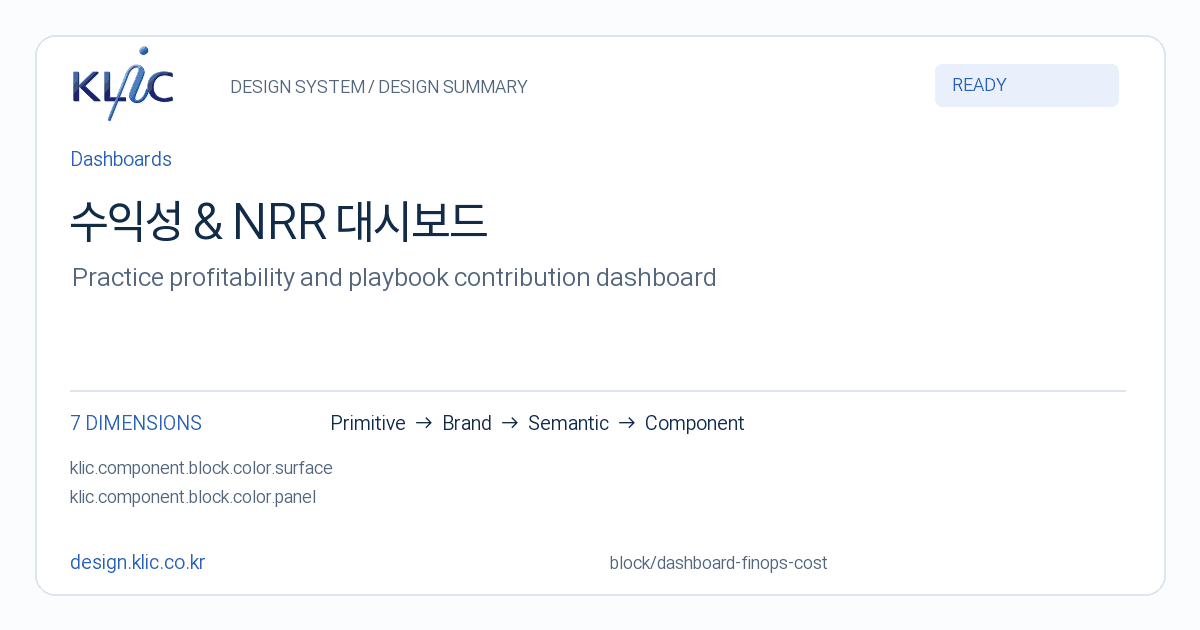 KLiC
DESIGN SYSTEM / DESIGN SUMMARY
READY
Dashboards
수익성 & NRR 대시보드
Practice profitability and playbook contribution dashboard
7 DIMENSIONS
Primitive → Brand → Semantic → Component
klic.component.block.color.surface
klic.component.block.color.panel
design.klic.co.kr
block/dashboard-finops-cost